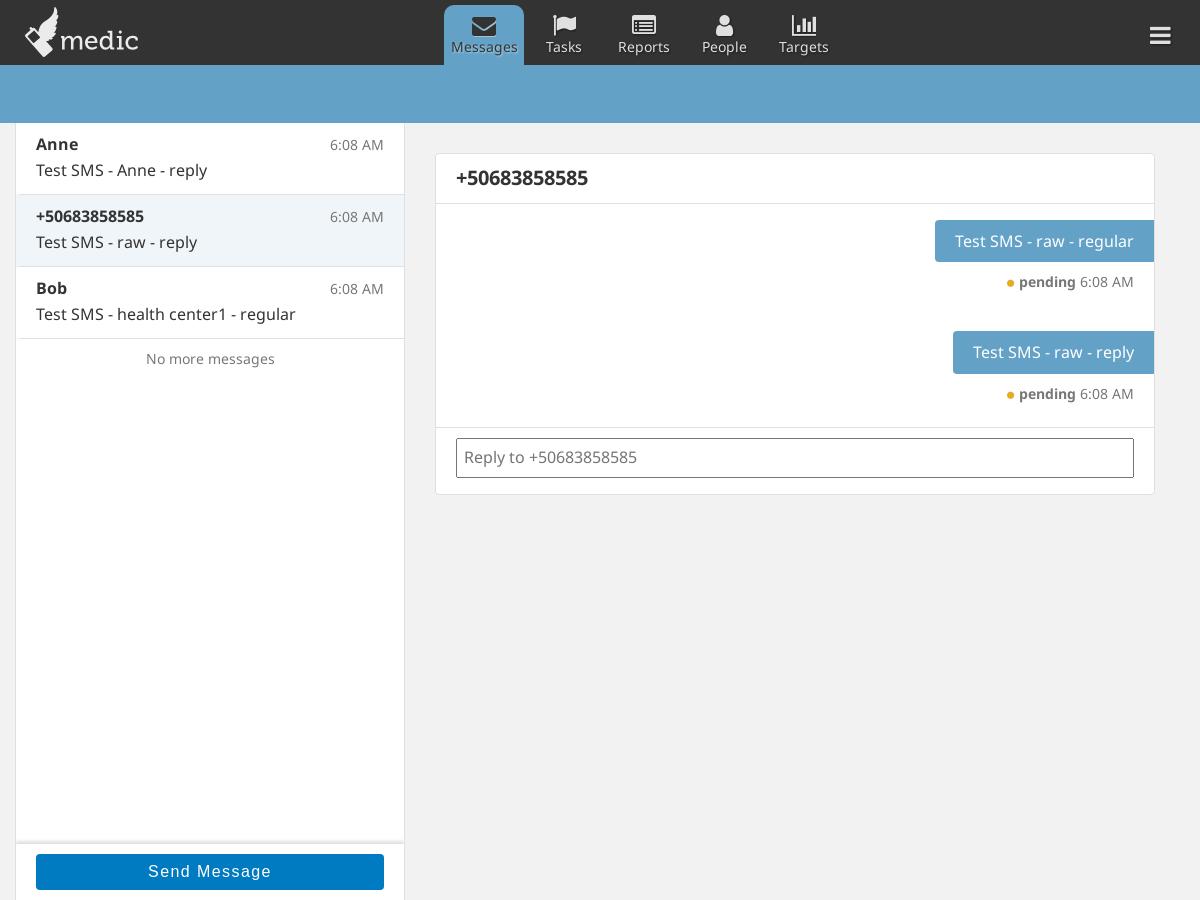 medic
Messages
Tasks
Reports
People
Targets
Anne 6:08 AM
Test SMS - Anne - reply
+50683858585 6:08 AM
Test SMS - raw - reply
Bob 6:08 AM
Test SMS - health center1 - regular
No more messages
Send Message
+50683858585
Test SMS - raw - regular
pending 6:08 AM
Test SMS - raw - reply
pending 6:08 AM
Reply to +50683858585